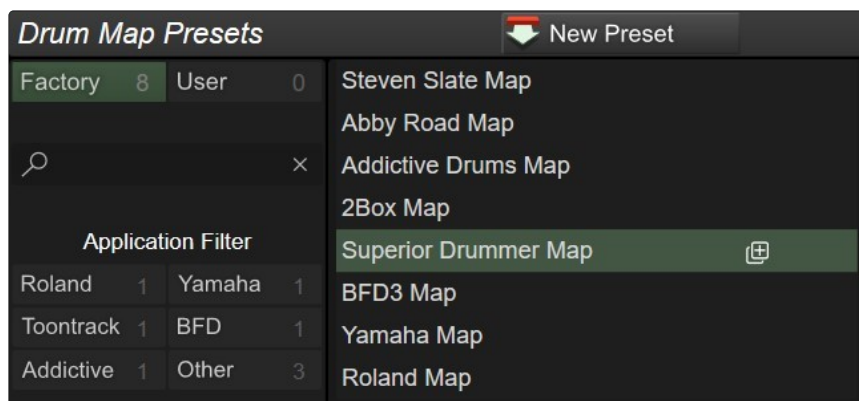 Drum Map Presets
New Preset
Factory 8 User 0
Application Filter
Roland 1 Yamaha 1
Toontrack 1 BFD 1
Addictive 1 Other 3
Steven Slate Map
Abby Road Map
Addictive Drums Map
2Box Map
Superior Drummer Map
BFD3 Map
Yamaha Map
Roland Map